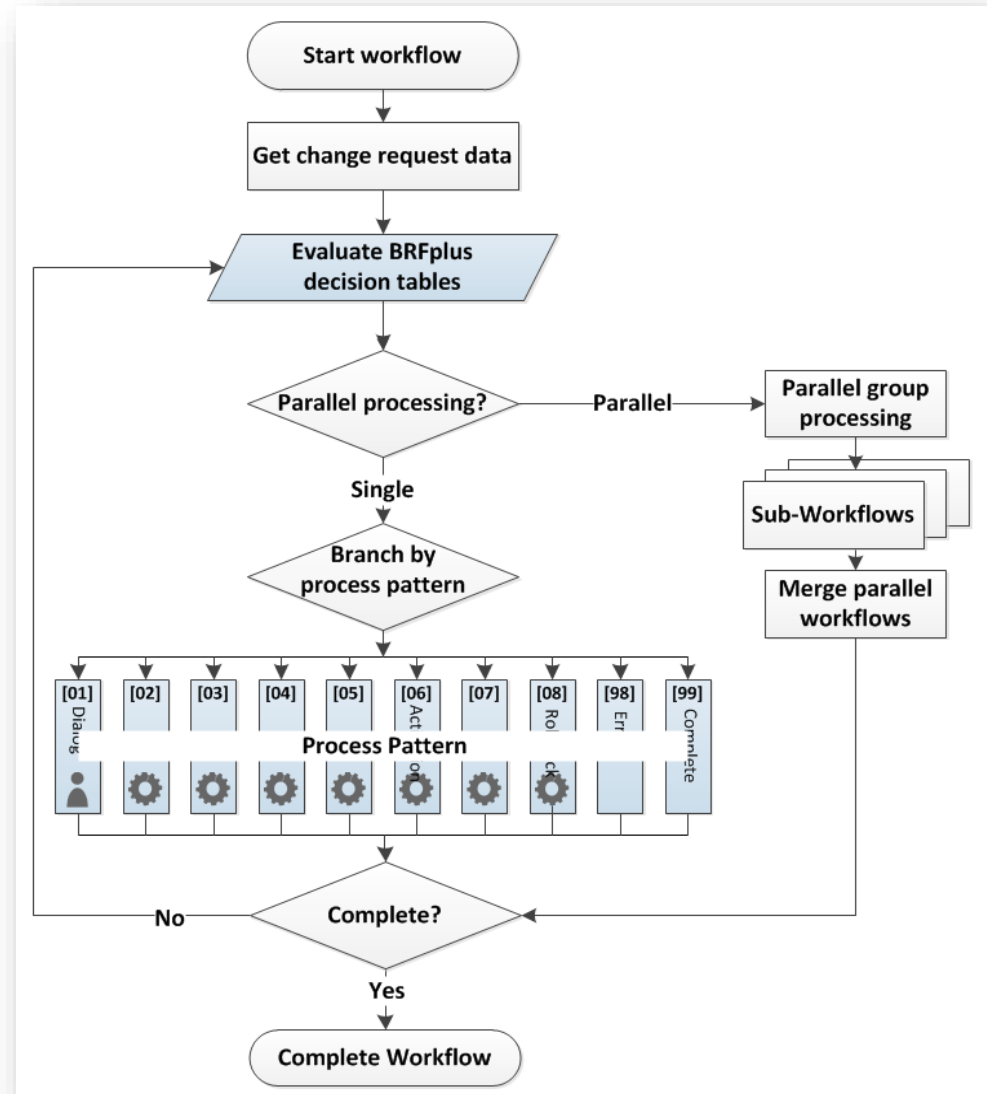 Start workflow
Get change request data
Evaluate BRFplus
decision tables
Parallel processing?
Parallel
Parallel group
processing
Single
Sub-Workflows
Branch by
process pattern
Merge parallel
workflows
[01]
[02]
[03]
[04]
[05]
[06]
[07]
[08]
[98]
[99]
Dialog
Complete
Process Pattern
Complete?
No
Yes
Complete Workflow